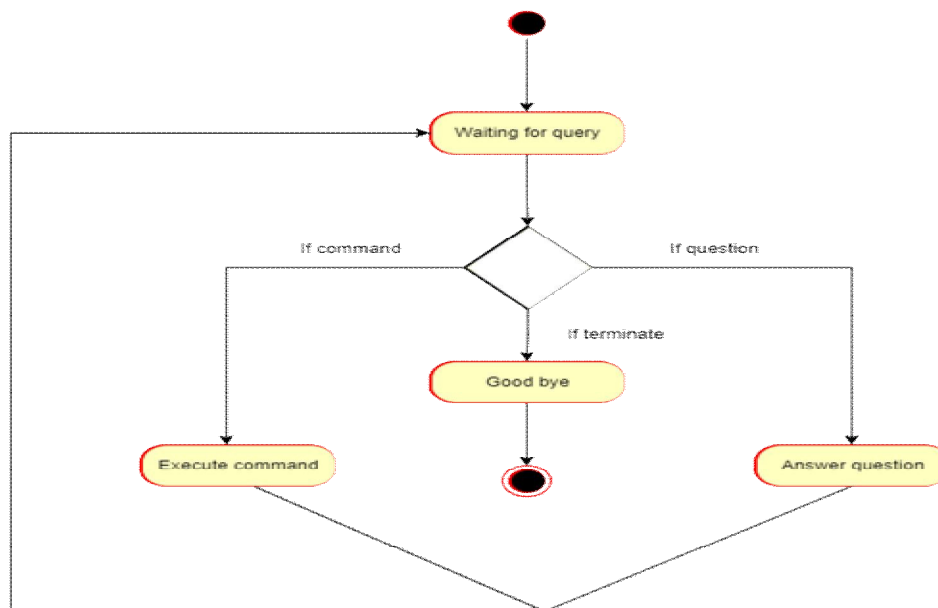 Waiting for query
If command
If question
If terminate
Good bye
Execute command
Answer question